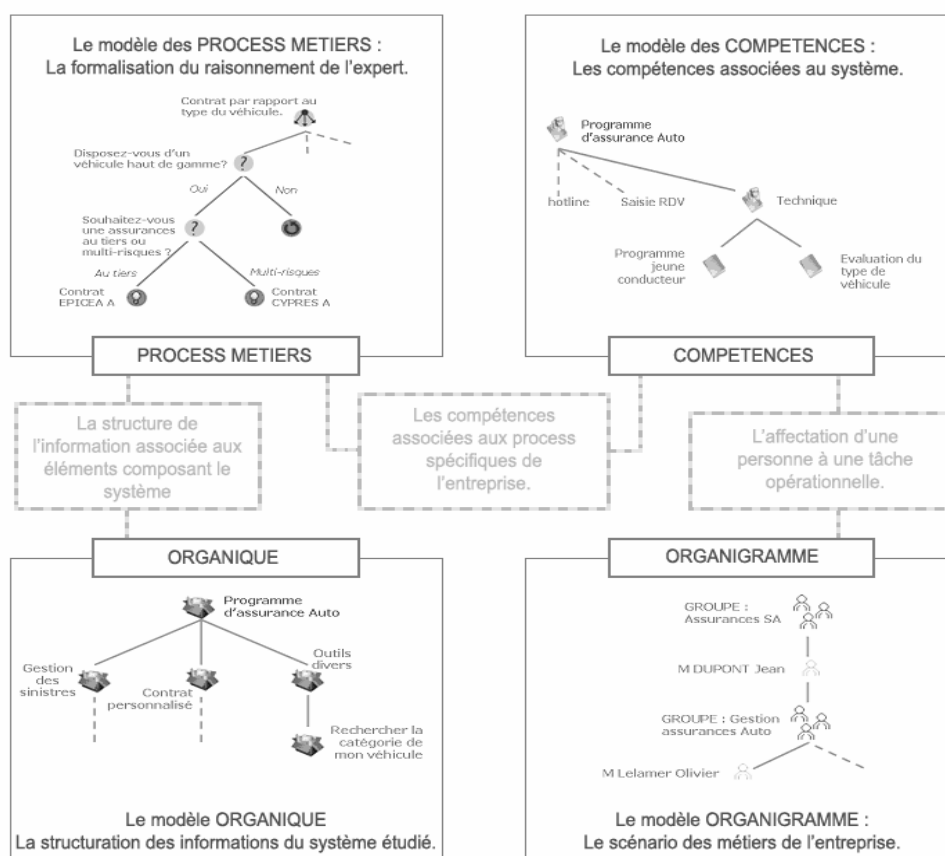 Le modèle des PROCESS METIERS :
La formalisation du raisonnement de l'expert.
Contrat par rapport au
type du véhicule.
Disposez-vous d'un
véhicule haut de gamme?
?
Oui
Non
Souhaitez-vous
une assurances
au tiers ou
multi-risques ?
?
Au tiers
Multi-risques
Contrat
EPICEA A
Contrat
CYPRES A
PROCESS METIERS
Le modèle des COMPETENCES :
Les compétences associées au système.
Programme
d'assurance Auto
hotline
Saisie RDV
Technique
Programme
jeune
conducteur
Evaluation du
type de
véhicule
COMPETENCES
La structure de
l'information associée aux
éléments composant le
système
Les compétences
associées aux process
spécifiques de
l'entreprise.
L'affectation d'une
personne à une tâche
opérationnelle.
ORGANIQUE
Programme
d'assurance Auto
Gestion
des
sinistres
Contrat
personnalisé
Outils
divers
Rechercher la
catégorie de
mon véhicule
Le modèle ORGANIQUE
La structuration des informations du système étudié.
ORGANIGRAMME
GROUPE :
Assurances SA
M DUPONT Jean
GROUPE : Gestion
assurances Auto
M Lelamer Olivier
Le modèle ORGANIGRAMME :
Le scénario des métiers de l'entreprise.